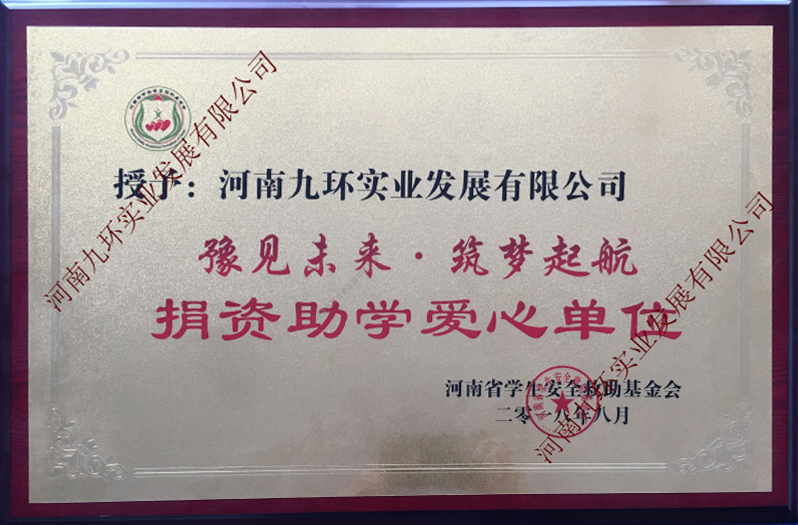 授予：河南九环实业发展有限公司
豫见未来·筑梦起航
捐资助学爱心单位
河南省学生安全救助基金会
二零一八年八月
河南九环实业发展有限公司
河南九环实业发展有限公司